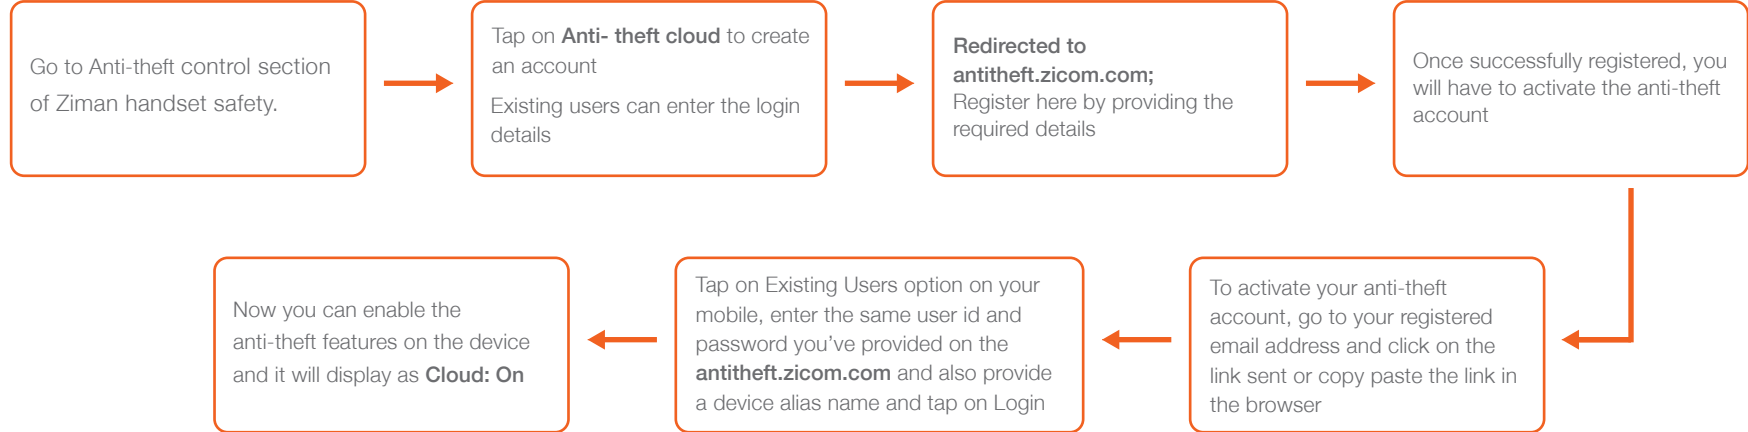 Go to Anti-theft control section
of Ziman handset safety.
Tap on Anti- theft cloud to create
an account
Existing users can enter the login
details
Redirected to
antitheft.zicom.com;
Register here by providing the
required details
Once successfully registered, you
will have to activate the anti-theft
account
To activate your anti-theft
account, go to your registered
email address and click on the
link sent or copy paste the link in
the browser
Tap on Existing Users option on your
mobile, enter the same user id and
password you've provided on the
antitheft.zicom.com and also provide
a device alias name and tap on Login
Now you can enable the
anti-theft features on the device
and it will display as Cloud: On